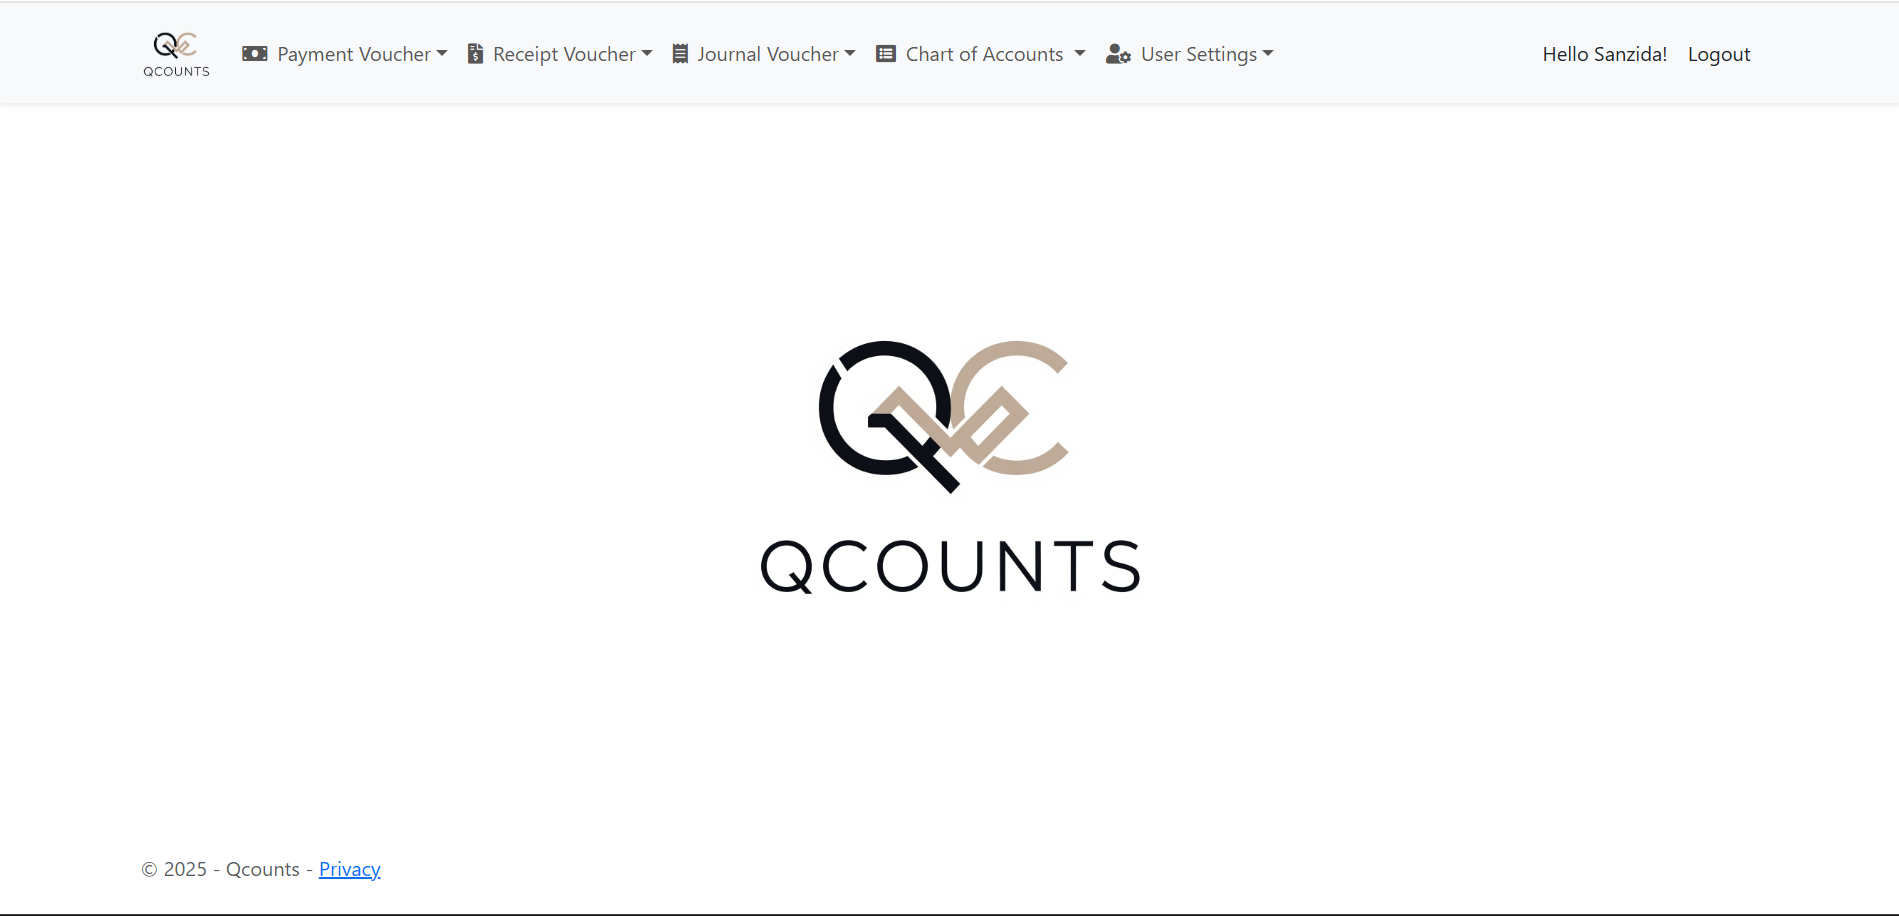 QCOUNTS
Payment Voucher Receipt Voucher Journal Voucher Chart of Accounts User Settings Hello Sanzida! Logout
QC
QCOUNTS
© 2025 - Qcounts - Privacy